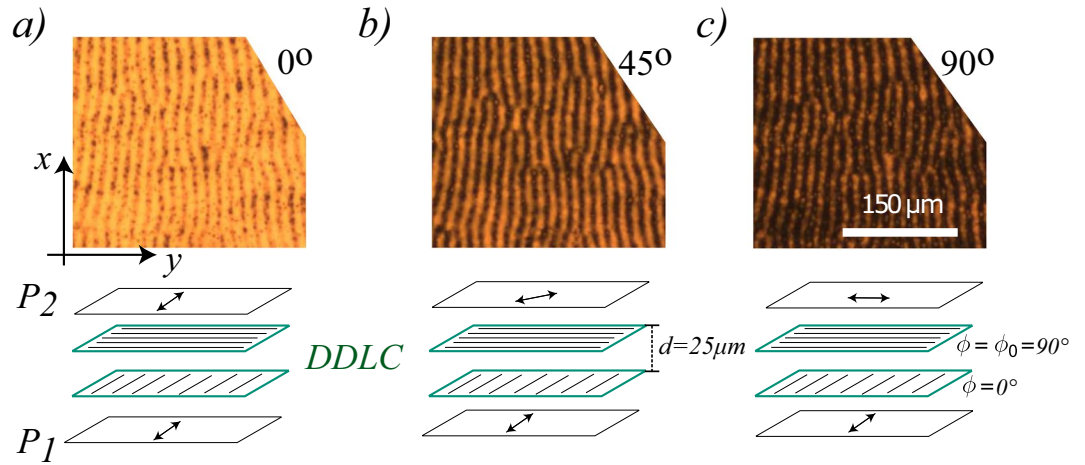 a)
b)
c)
0º
45º
90º
x
y
150 µm
P2
DDLC
d=25µm
ϕ = ϕ0 = 90°
ϕ = 0°
P1